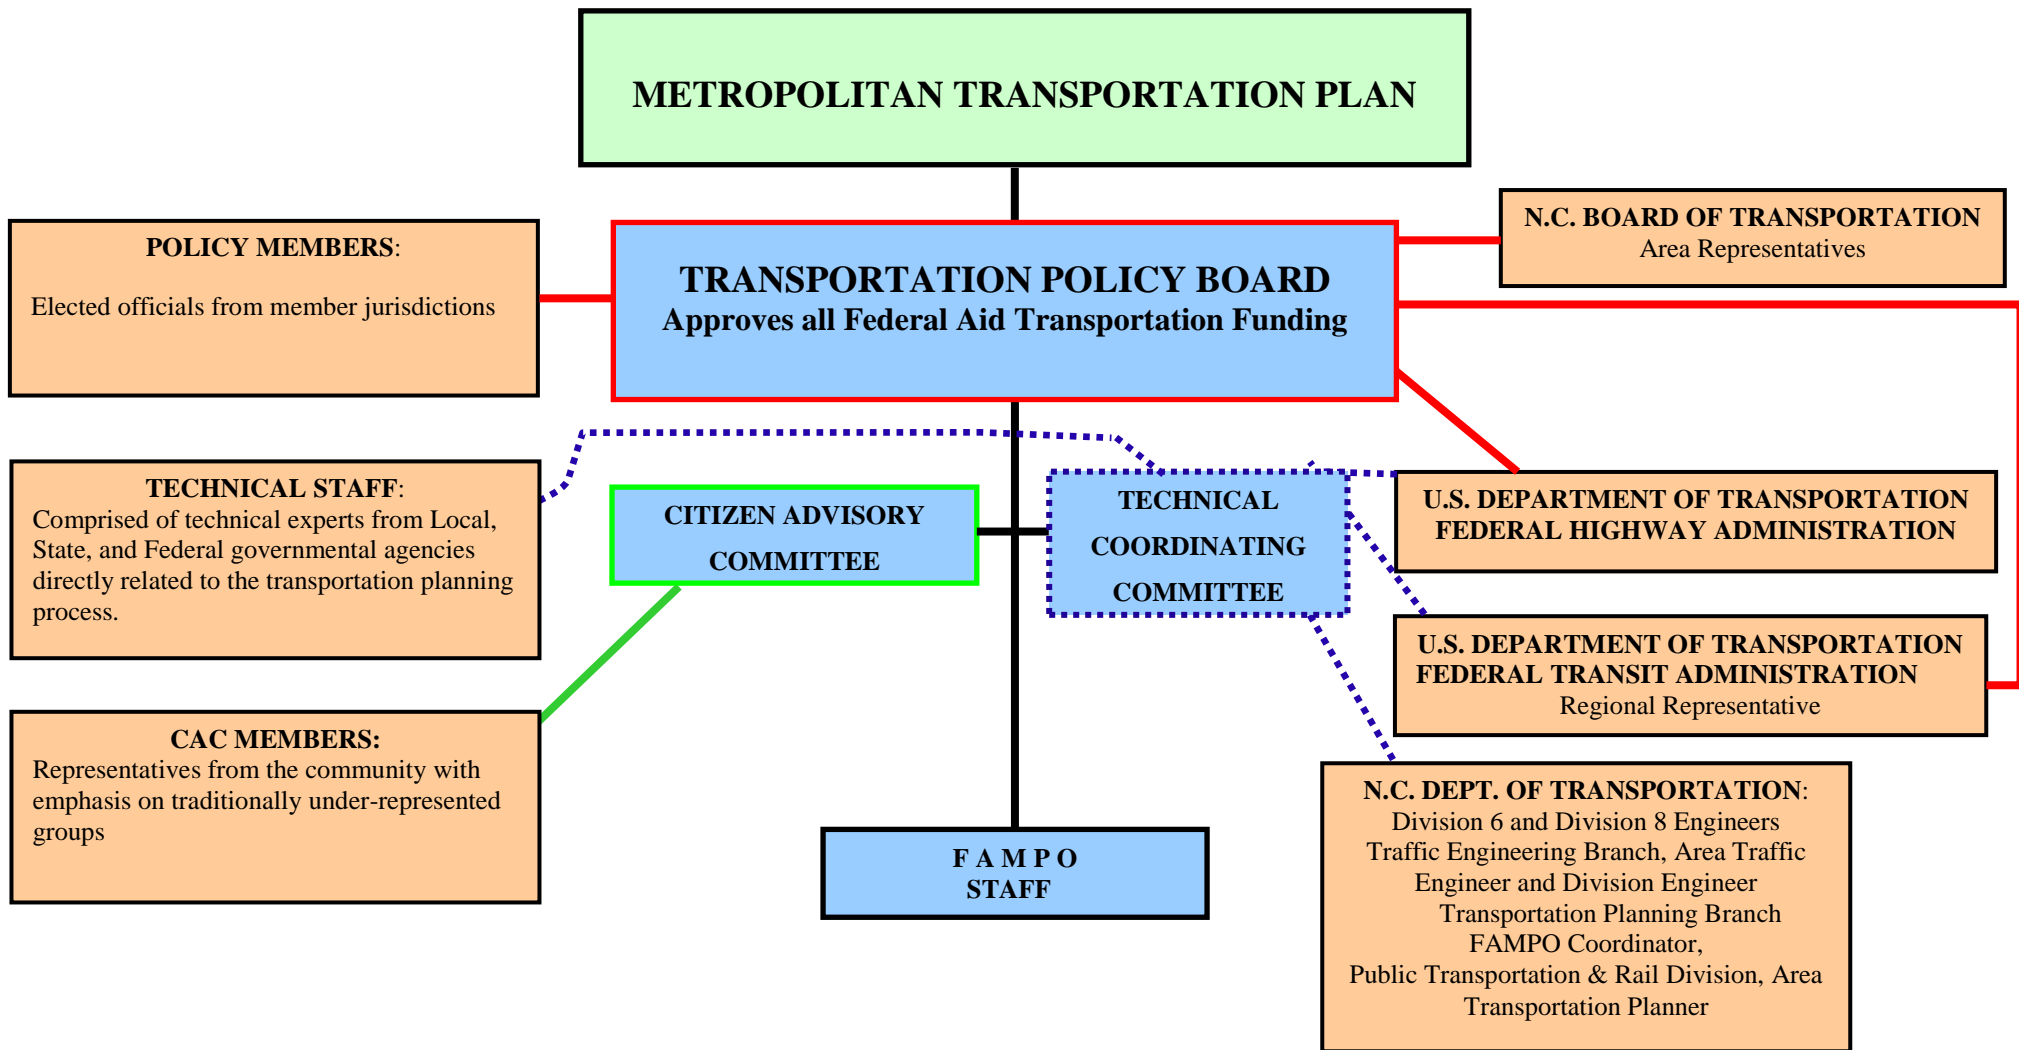 METROPOLITAN TRANSPORTATION PLAN
N.C. BOARD OF TRANSPORTATION
Area Representatives
POLICY MEMBERS:
Elected officials from member jurisdictions
TRANSPORTATION POLICY BOARD
Approves all Federal Aid Transportation Funding
TECHNICAL STAFF:
Comprised of technical experts from Local,
State, and Federal governmental agencies
directly related to the transportation planning
process.
CITIZEN ADVISORY
COMMITTEE
TECHNICAL
COORDINATING
COMMITTEE
U.S. DEPARTMENT OF TRANSPORTATION
FEDERAL HIGHWAY ADMINISTRATION
U.S. DEPARTMENT OF TRANSPORTATION
FEDERAL TRANSIT ADMINISTRATION
Regional Representative
CAC MEMBERS:
Representatives from the community with
emphasis on traditionally under-represented
groups
F A M P O
STAFF
N.C. DEPT. OF TRANSPORTATION:
Division 6 and Division 8 Engineers
Traffic Engineering Branch, Area Traffic
Engineer and Division Engineer
Transportation Planning Branch
FAMPO Coordinator,
Public Transportation & Rail Division, Area
Transportation Planner